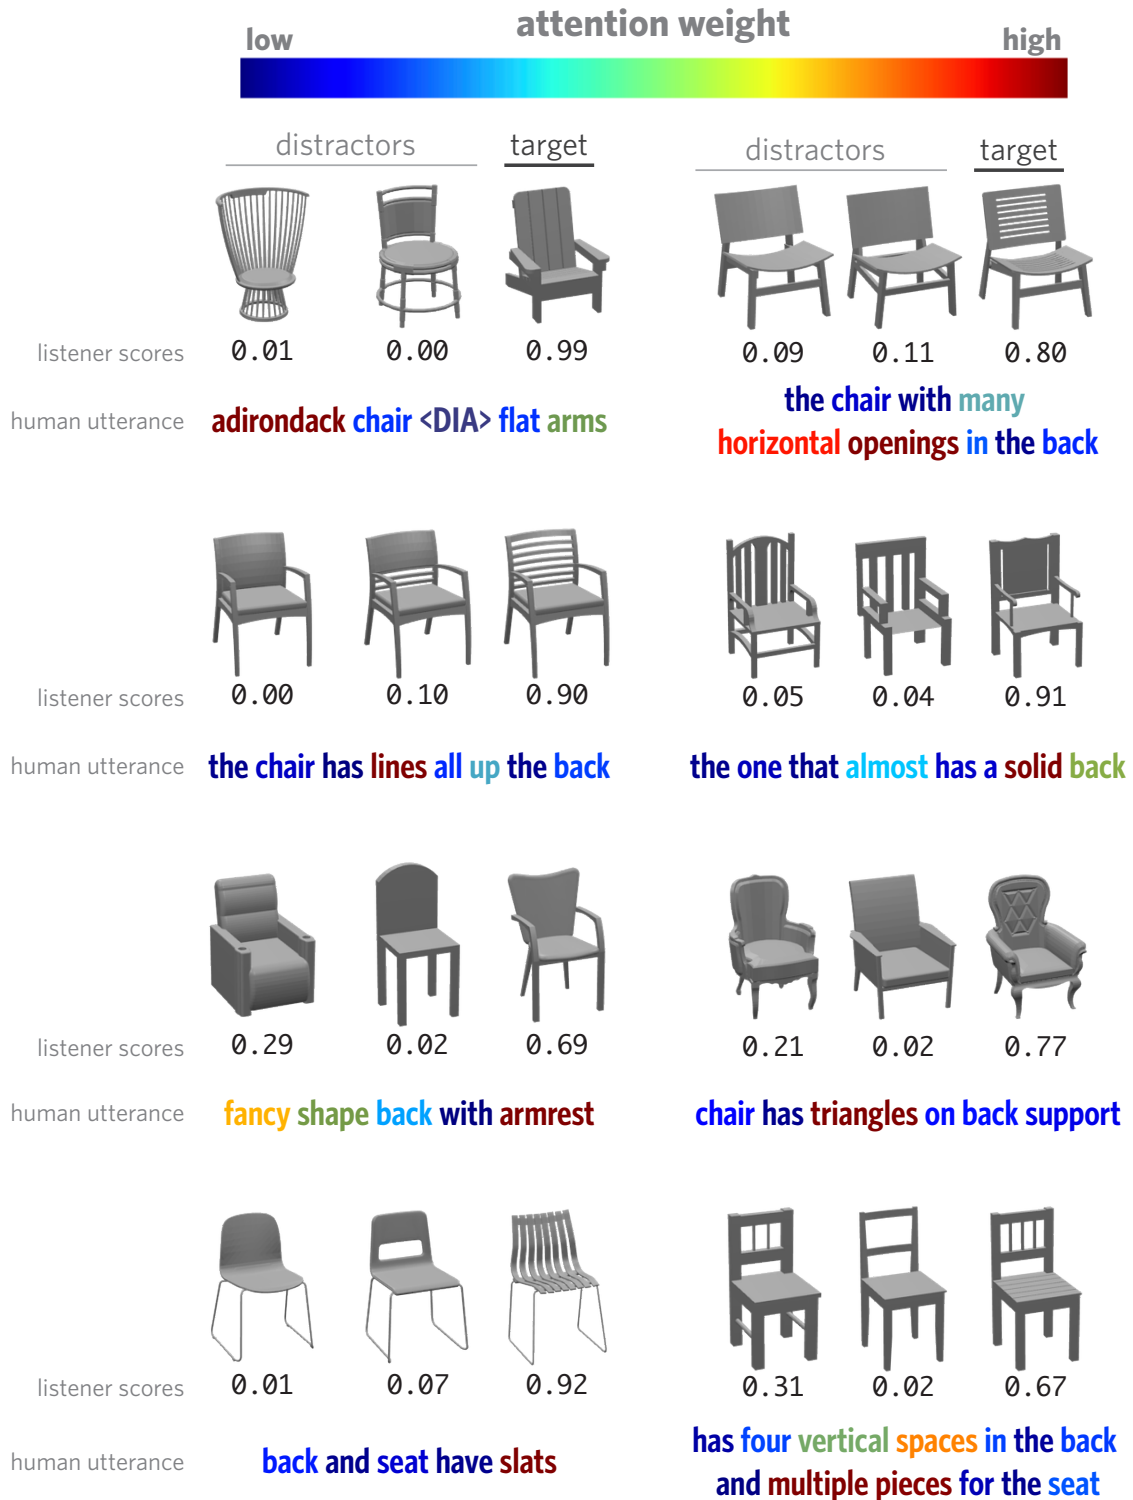 attention weight
low high
distractors target distractors target
listener scores 0.01 0.00 0.99 0.09 0.11 0.80
human utterance adirondack chair <DIA> flat arms
the chair with many
horizontal openings in the back
listener scores 0.00 0.10 0.90 0.05 0.04 0.91
human utterance the chair has lines all up the back the one that almost has a solid back
listener scores 0.29 0.02 0.69 0.21 0.02 0.77
human utterance fancy shape back with armrest chair has triangles on back support
listener scores 0.01 0.07 0.92 0.31 0.02 0.67
human utterance back and seat have slats
has four vertical spaces in the back
and multiple pieces for the seat